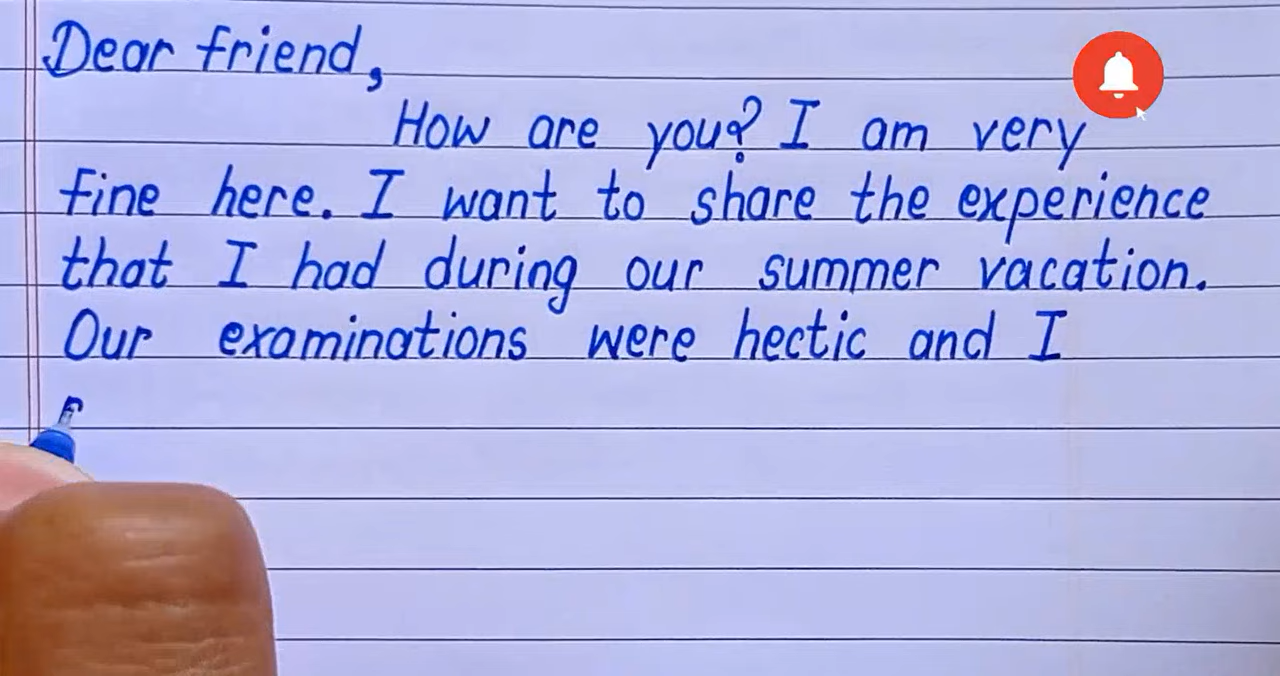 Dear friend,
How are you? I am very
fine here. I want to share the experience
that I had during our summer vacation.
Our examinations were hectic and I